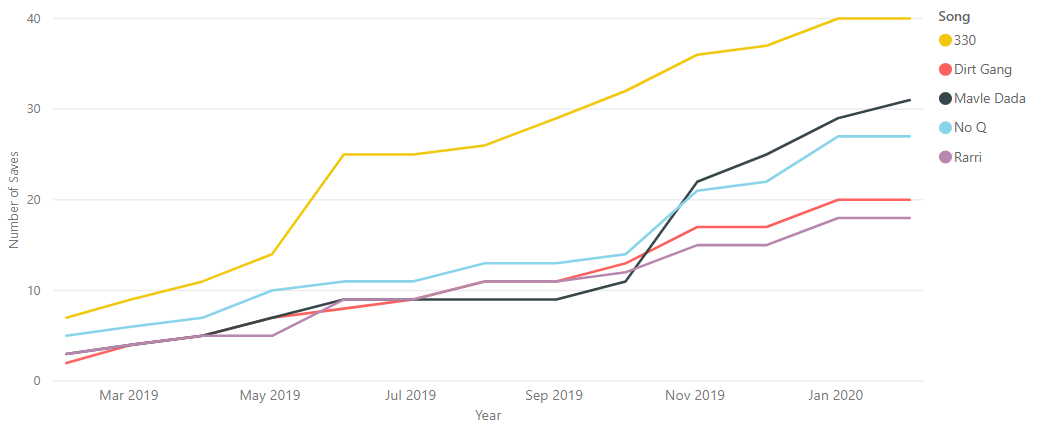 Song
330
Dirt Gang
Mavle Dada
No Q
Rarri
Number of Saves
40
30
20
10
0
Mar 2019
May 2019
Jul 2019
Sep 2019
Nov 2019
Jan 2020
Year